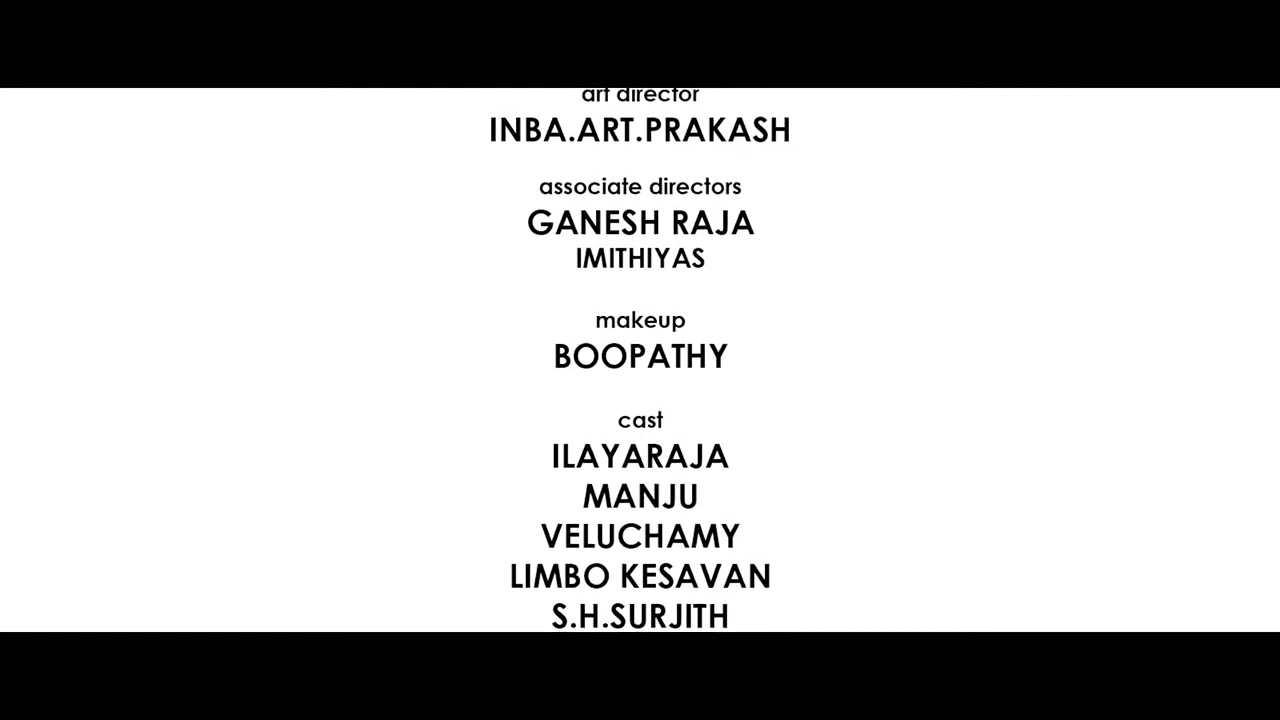 art director
INBA.ART.PRAKASH
associate directors
GANESH RAJA
IMITHIYAS
makeup
BOOPATHY
cast
ILAYARAJA
MANJU
VELUCHAMY
LIMBO KESAVAN
S.H.SURJITH